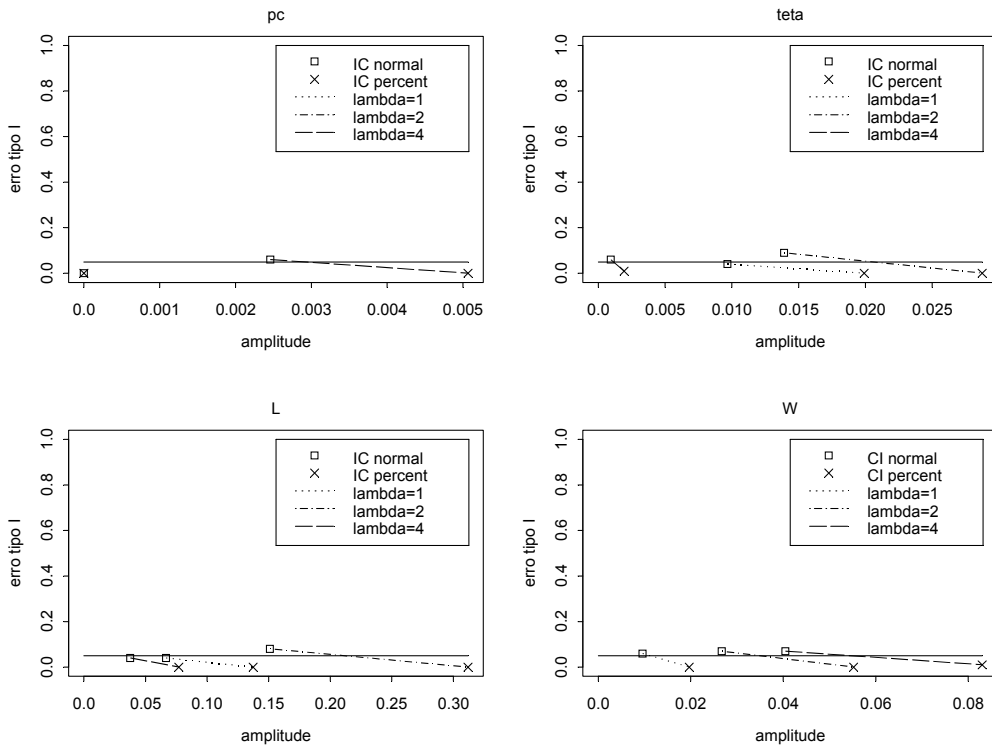 pc
erro tipo I
0.0 0.2 0.4 0.6 0.8 1.0
IC normal
IC percent
lambda=1
lambda=2
lambda=4
0.0 0.001 0.002 0.003 0.004 0.005
amplitude
teta
erro tipo I
0.0 0.2 0.4 0.6 0.8 1.0
IC normal
IC percent
lambda=1
lambda=2
lambda=4
0.0 0.005 0.010 0.015 0.020 0.025
amplitude
L
erro tipo I
0.0 0.2 0.4 0.6 0.8 1.0
IC normal
IC percent
lambda=1
lambda=2
lambda=4
0.0 0.05 0.10 0.15 0.20 0.25 0.30
amplitude
W
erro tipo I
0.0 0.2 0.4 0.6 0.8 1.0
CI normal
CI percent
lambda=1
lambda=2
lambda=4
0.0 0.02 0.04 0.06 0.08
amplitude